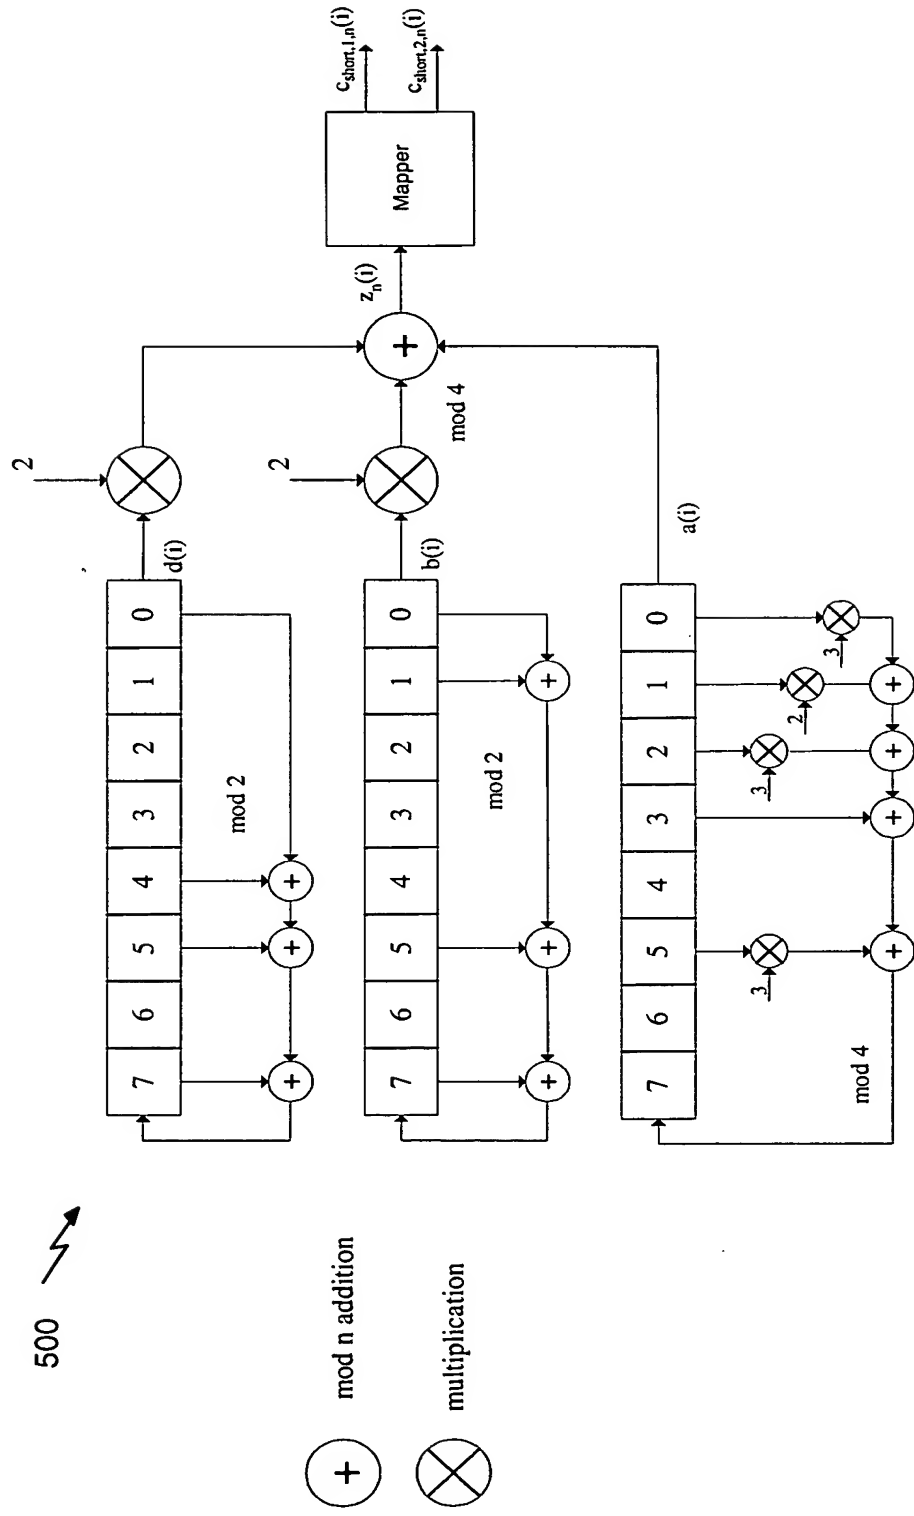 500
mod n addition
multiplication
7 6 5 4 3 2 1 0
d(i)
2
mod 2
7 6 5 4 3 2 1 0
b(i)
2
mod 2
mod 4
z_n(i)
Mapper
c_short,1,n(i)
c_short,2,n(i)
7 6 5 4 3 2 1 0
a(i)
3
3
2
3
mod 4